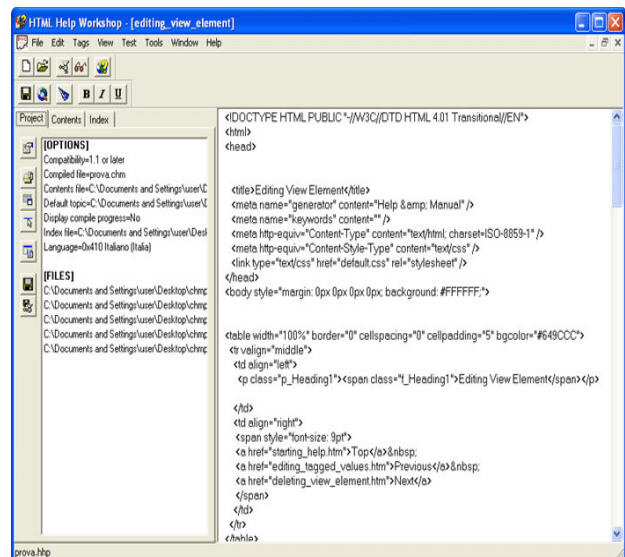 HTML Help Workshop - [editing_view_element]
File Edit Tags View Test Tools Window Help
B I U
Project Contents Index
[OPTIONS]
Compatibility=1.1 or later
Compiled file=prova.chm
Contents file=C:\Documents and Settings\user\D
Default topic=C:\Documents and Settings\user\D
Display compile progress=No
Index file=C:\Documents and Settings\user\Desk
Language=0x410 Italiano (Italia)
[FILES]
C:\Documents and Settings\user\Desktop\chmp
C:\Documents and Settings\user\Desktop\chmp
C:\Documents and Settings\user\Desktop\chmp
C:\Documents and Settings\user\Desktop\chmp
C:\Documents and Settings\user\Desktop\chmp
<!DOCTYPE HTML PUBLIC "-//W3C//DTD HTML 4.01 Transitional//EN">
<html>
<head>
<title>Editing View Element</title>
<meta name="generator" content="Help &amp; Manual" />
<meta name="keywords" content="" />
<meta http-equiv="Content-Type" content="text/html; charset=ISO-8859-1" />
<meta http-equiv="Content-Style-Type" content="text/css" />
<link type="text/css" href="default.css" rel="stylesheet" />
</head>
<body style="margin: 0px 0px 0px 0px; background: #FFFFFF;">
<table width="100%" border="0" cellspacing="0" cellpadding="5" bgcolor="#649CCC">
<tr valign="middle">
<td align="left">
<p class="p_Heading1"><span class="f_Heading1">Editing View Element</span></p>
</td>
<td align="right">
<span style="font-size: 9pt">
<a href="starting_help.htm">Top</a>&nbsp;
<a href="editing_tagged_values.htm">Previous</a>&nbsp;
<a href="deleting_view_element.htm">Next</a>
</span>
</td>
</tr>
</table>
prova.hhp